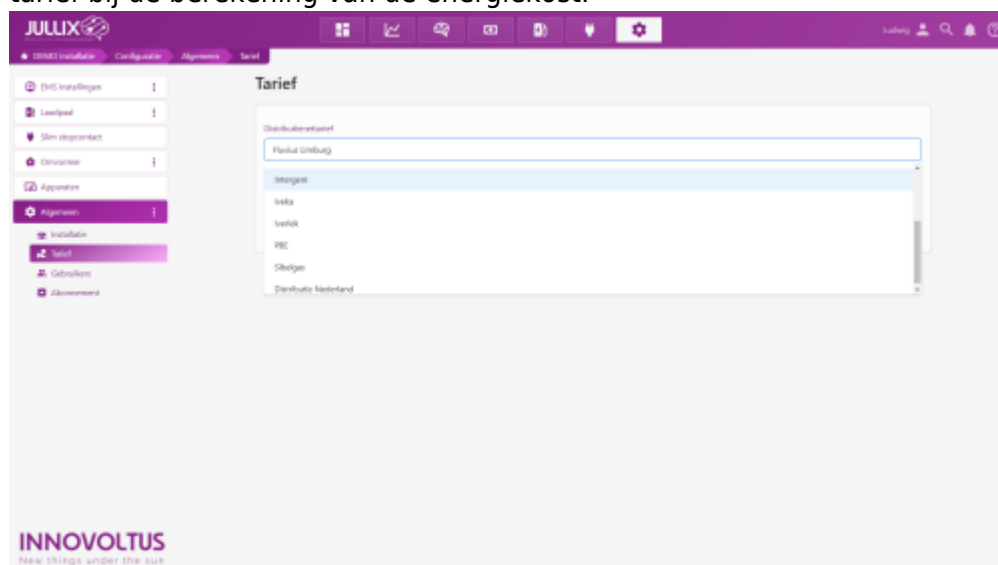 tarief bij de berekening van de energiekost.
JULLIX
Ludwig
DEMO installatie Configuratie Algemeen Tarief
EMS Instellingen
Tarief
Laadpaal
Slim stopcontact
Distributienettarief
Fluvius Limburg
Omvormer
Intergem
Apparaten
Iveka
Algemeen
Iverlek
Installatie
PBE
Tarief
Sibelgas
Gebruikers
Distributie Nederland
Abonnement
INNOVOLTUS
New things under the sun